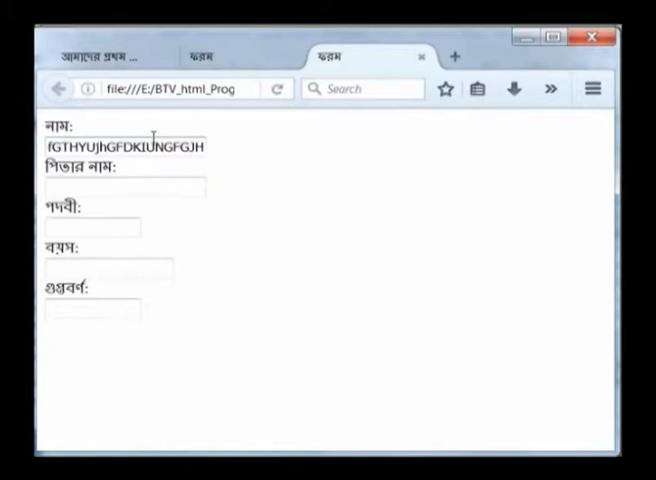 আমাদের প্রথম ...
ফরম
ফরম
file:///E:/BTV_html_Prog
Search
নাম:
fGTHYUJhGFDKIUNGFGJH
পিতার নাম:
পদবী:
বয়স:
গুপ্তবর্ণ: